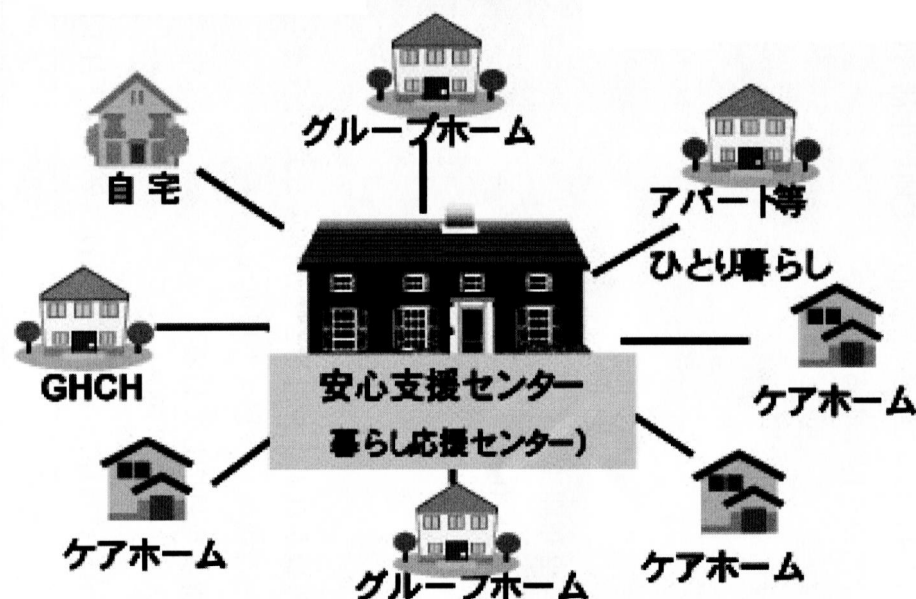 グループホーム
自宅
アパート等
ひとり暮らし
GHCH
ケアホーム
安心支援センター
暮らし応援センター）
ケアホーム
グループホーム
ケアホーム